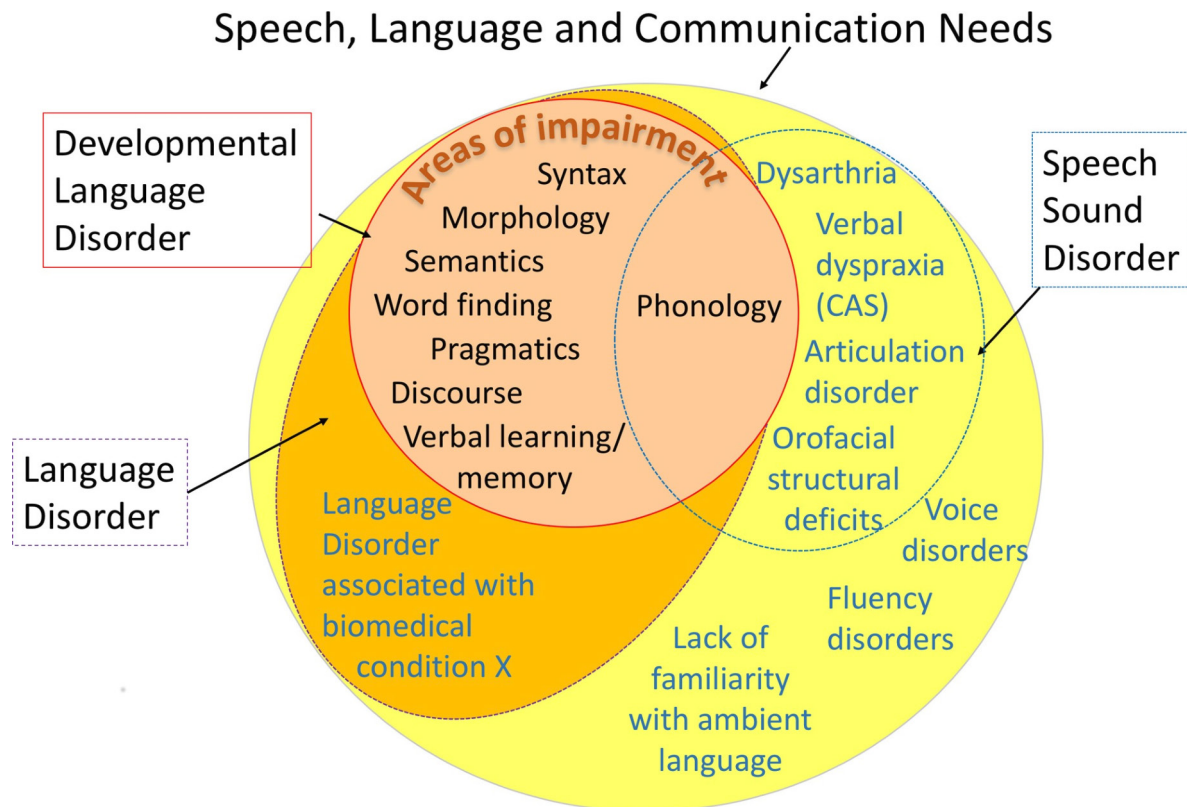 Speech, Language and Communication Needs
Developmental
Language
Disorder
Areas of impairment
Syntax
Morphology
Semantics
Word finding
Pragmatics
Discourse
Verbal learning/
memory
Phonology
Dysarthria
Verbal
dyspraxia
(CAS)
Articulation
disorder
Orofacial
structural
deficits
Speech
Sound
Disorder
Language
Disorder
Language
Disorder
associated with
biomedical
condition X
Voice
disorders
Fluency
disorders
Lack of
familiarity
with ambient
language